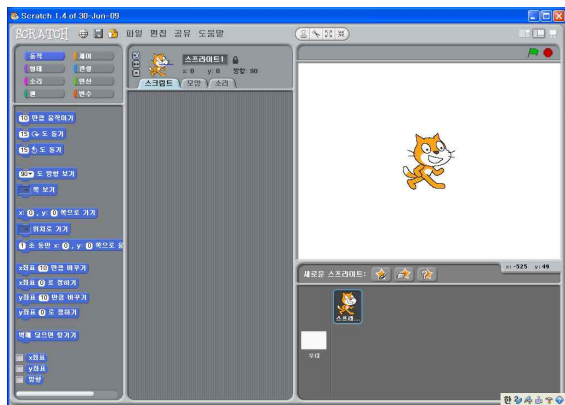 Scratch 1.4 of 30-Jun-09
SCRATCH 파일 편집 공유 도움말
동작 제어
형태 관찰
소리 연산
펜 변수
스프라이트1
x: 0 y: 0 방향: 90
스크립트 모양 소리
10 만큼 움직이기
15 도 돌기
15 도 돌기
90 도 방향 보기
쪽 보기
x: 0 , y: 0 쪽으로 가기
위치로 가기
1 초 동안 x: 0 , y: 0 쪽으로 움
x좌표 10 만큼 바꾸기
x좌표 0 로 정하기
y좌표 10 만큼 바꾸기
y좌표 0 로 정하기
벽에 닿으면 튕기기
x좌표
y좌표
방향
x: -525 y: 49
새로운 스프라이트:
스프레...
무대
한